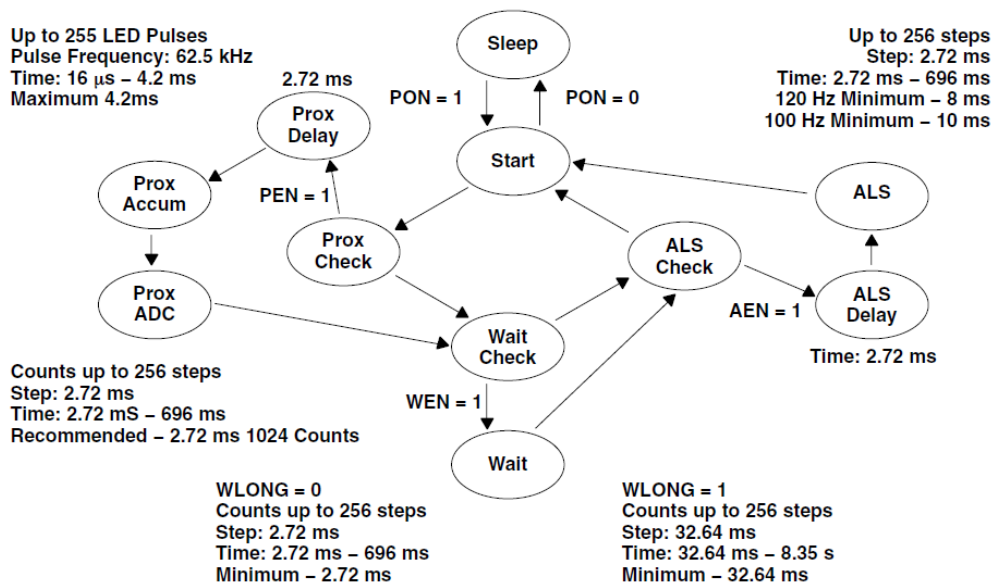 Up to 255 LED Pulses
Pulse Frequency: 62.5 kHz
Time: 16 μs – 4.2 ms
Maximum 4.2ms
Sleep
Up to 256 steps
Step: 2.72 ms
Time: 2.72 ms – 696 ms
120 Hz Minimum – 8 ms
100 Hz Minimum – 10 ms
2.72 ms
PON = 1
PON = 0
Prox
Delay
Start
Prox
Accum
PEN = 1
ALS
Prox
Check
ALS
Check
Prox
ADC
AEN = 1
ALS
Delay
Wait
Check
Time: 2.72 ms
Counts up to 256 steps
Step: 2.72 ms
Time: 2.72 mS – 696 ms
Recommended – 2.72 ms 1024 Counts
WEN = 1
Wait
WLONG = 0
Counts up to 256 steps
Step: 2.72 ms
Time: 2.72 ms – 696 ms
Minimum – 2.72 ms
WLONG = 1
Counts up to 256 steps
Step: 32.64 ms
Time: 32.64 ms – 8.35 s
Minimum – 32.64 ms